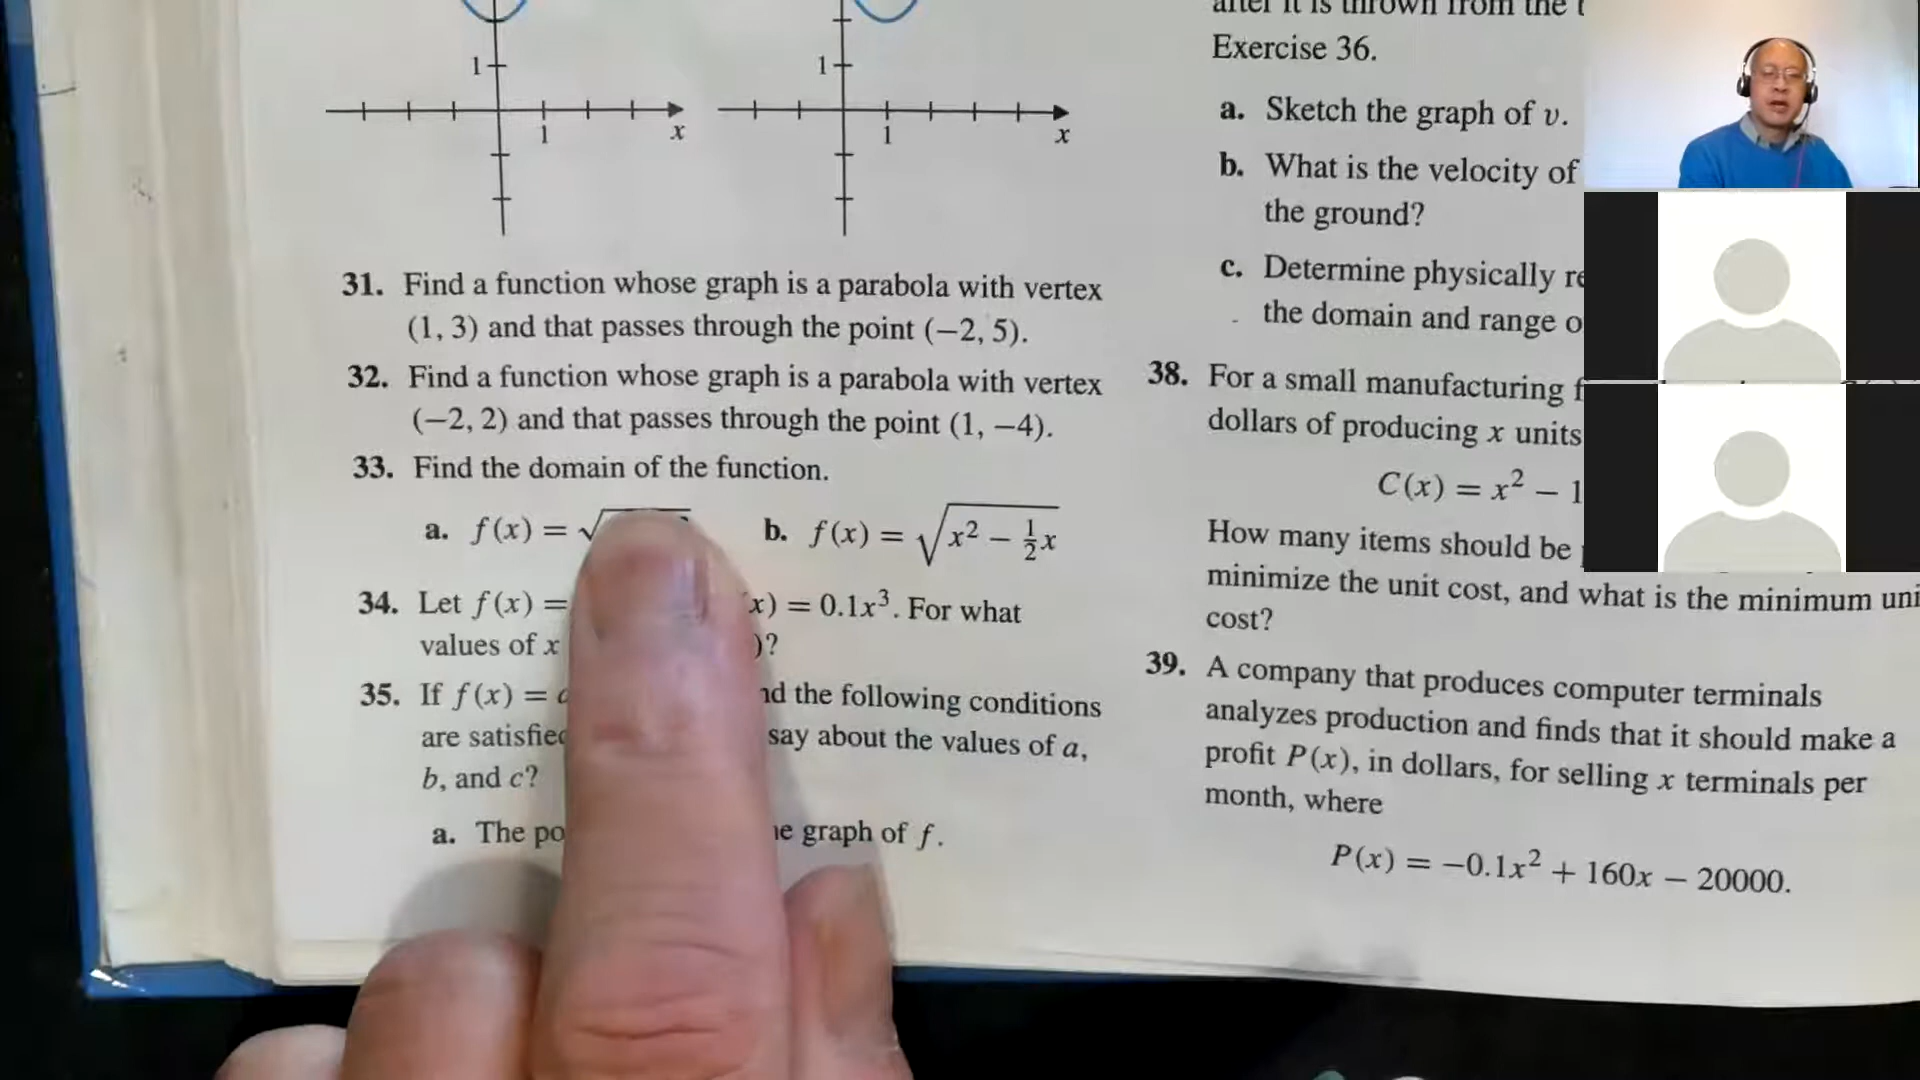 1
1
x
1
1
x
31. Find a function whose graph is a parabola with vertex
(1, 3) and that passes through the point (−2, 5).
32. Find a function whose graph is a parabola with vertex
(−2, 2) and that passes through the point (1, −4).
33. Find the domain of the function.
a. f(x) = √
b. f(x) = √(x² − ½x)
34. Let f(x) = x) = 0.1x³. For what
values of x )?
35. If f(x) = the following conditions
are satisfied say about the values of a,
b, and c?
a. The graph of f.
after it is thrown from the
Exercise 36.
a. Sketch the graph of v.
b. What is the velocity of
the ground?
c. Determine physically
the domain and range
38. For a small manufacturing
dollars of producing x units
C(x) = x² − 1
How many items should be
minimize the unit cost, and what is the minimum uni
cost?
39. A company that produces computer terminals
analyzes production and finds that it should make a
profit P(x), in dollars, for selling x terminals per
month, where
P(x) = −0.1x² + 160x − 20000.